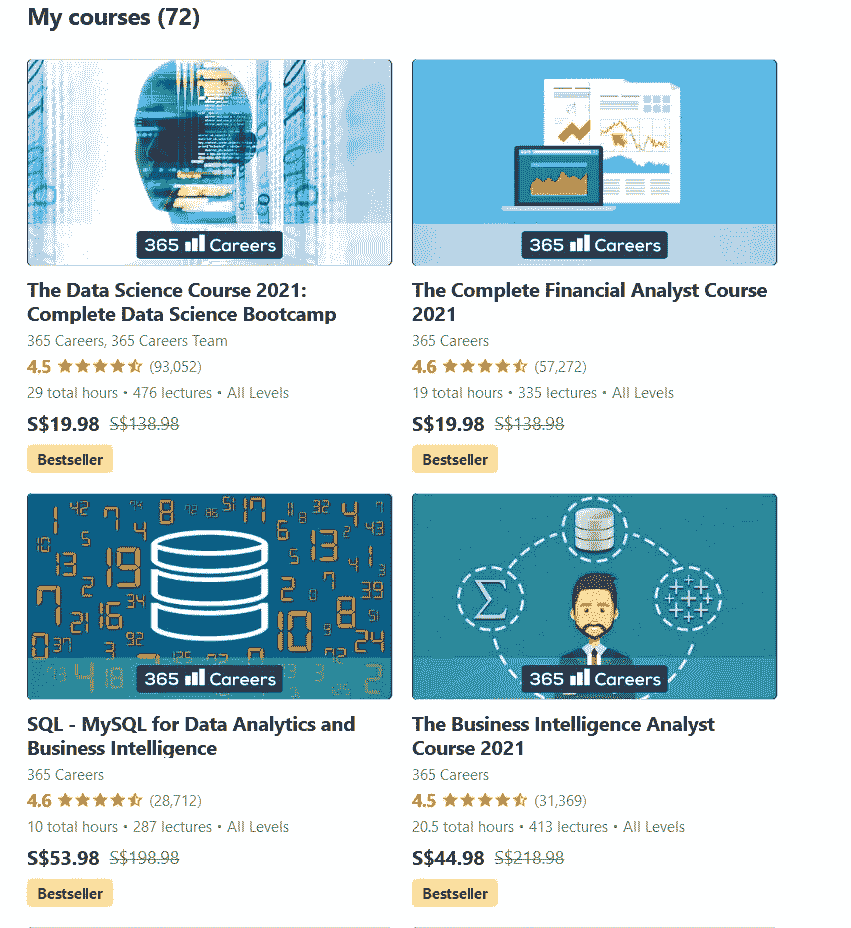 My courses (72)
365 Careers
365 Careers
The Data Science Course 2021:
Complete Data Science Bootcamp
365 Careers, 365 Careers Team
4.5 (93,052)
29 total hours • 476 lectures • All Levels
S$19.98 S$138.98
Bestseller
The Complete Financial Analyst Course
2021
365 Careers
4.6 (57,272)
19 total hours • 335 lectures • All Levels
S$19.98 S$138.98
Bestseller
365 Careers
365 Careers
SQL - MySQL for Data Analytics and
Business Intelligence
365 Careers
4.6 (28,712)
10 total hours • 287 lectures • All Levels
S$53.98 S$198.98
Bestseller
Σ
The Business Intelligence Analyst
Course 2021
365 Careers
4.5 (31,369)
20.5 total hours • 413 lectures • All Levels
S$44.98 S$218.98
Bestseller